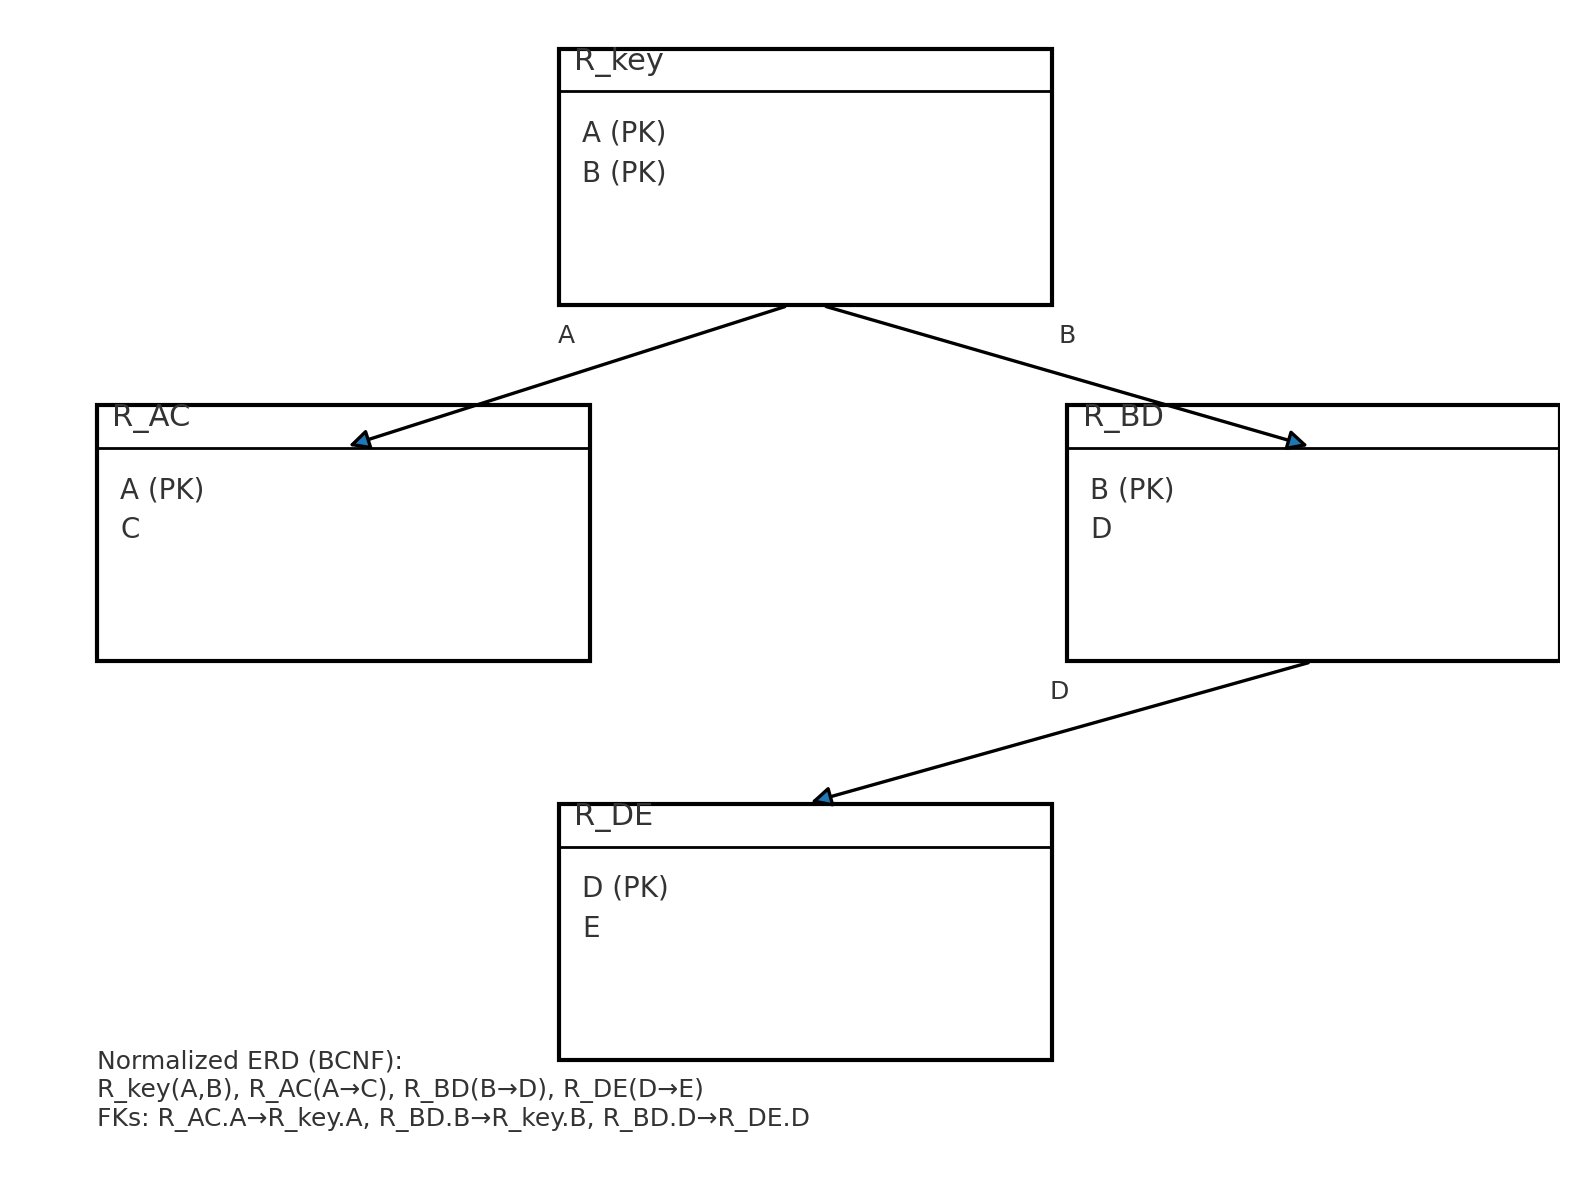 R_key
A (PK)
B (PK)
A
B
R_AC
A (PK)
C
R_BD
B (PK)
D
D
R_DE
D (PK)
E
Normalized ERD (BCNF):
R_key(A,B), R_AC(A→C), R_BD(B→D), R_DE(D→E)
FKs: R_AC.A→R_key.A, R_BD.B→R_key.B, R_BD.D→R_DE.D